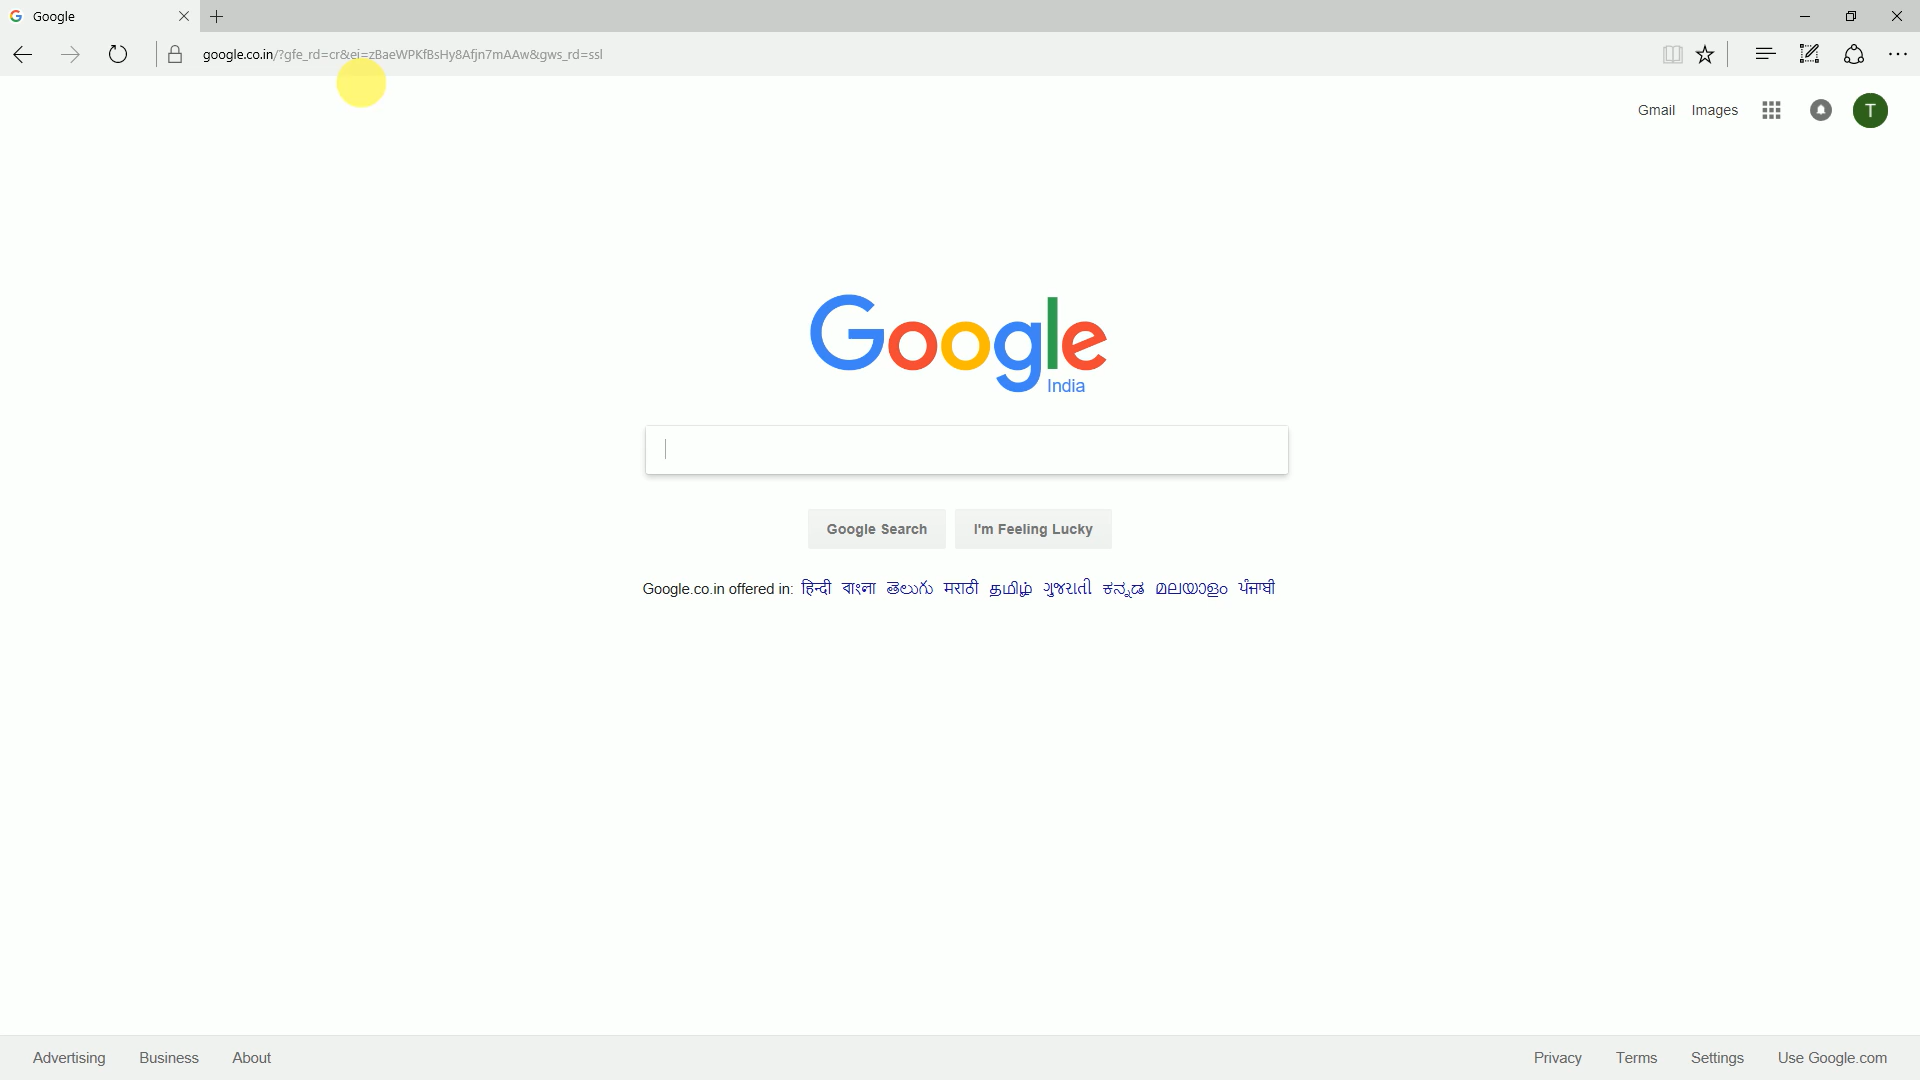 Google
google.co.in/?gfe_rd=cr&ei=zBaeWPKfBsHy8Afjn7mAAw&gws_rd=ssl
Gmail Images T
Google
India
Google Search I'm Feeling Lucky
Google.co.in offered in: हिन्दी বাংলা తెలుగు मराठी தமிழ் ગુજરાતી ಕನ್ನಡ മലയാളം ਪੰਜਾਬੀ
Advertising Business About Privacy Terms Settings Use Google.com